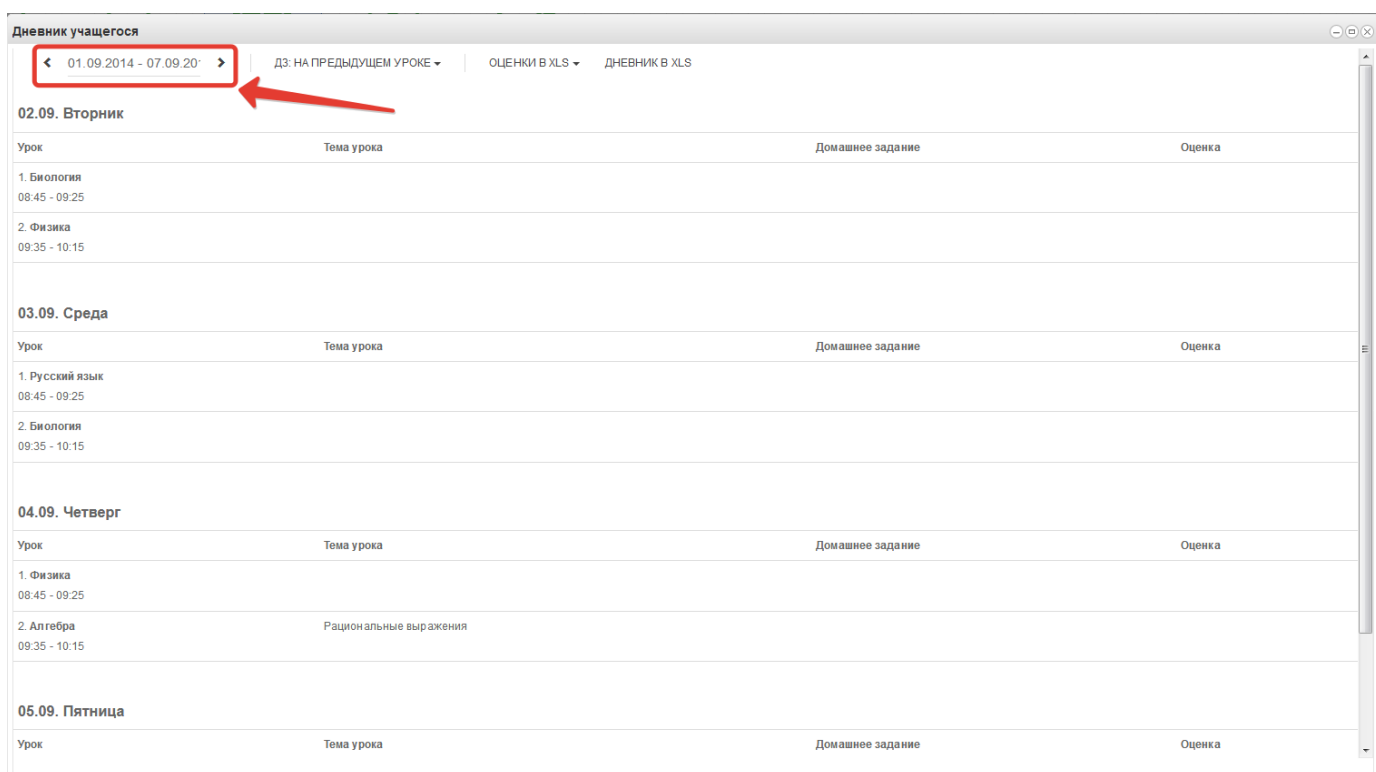 Дневник учащегося
01.09.2014 - 07.09.20 ДЗ: НА ПРЕДЫДУЩЕМ УРОКЕ ОЦЕНКИ В XLS ДНЕВНИК В XLS
02.09. Вторник
Урок Тема урока Домашнее задание Оценка
1. Биология
08:45 - 09:25
2. Физика
09:35 - 10:15
03.09. Среда
Урок Тема урока Домашнее задание Оценка
1. Русский язык
08:45 - 09:25
2. Биология
09:35 - 10:15
04.09. Четверг
Урок Тема урока Домашнее задание Оценка
1. Физика
08:45 - 09:25
2. Алгебра Рациональные выражения
09:35 - 10:15
05.09. Пятница
Урок Тема урока Домашнее задание Оценка